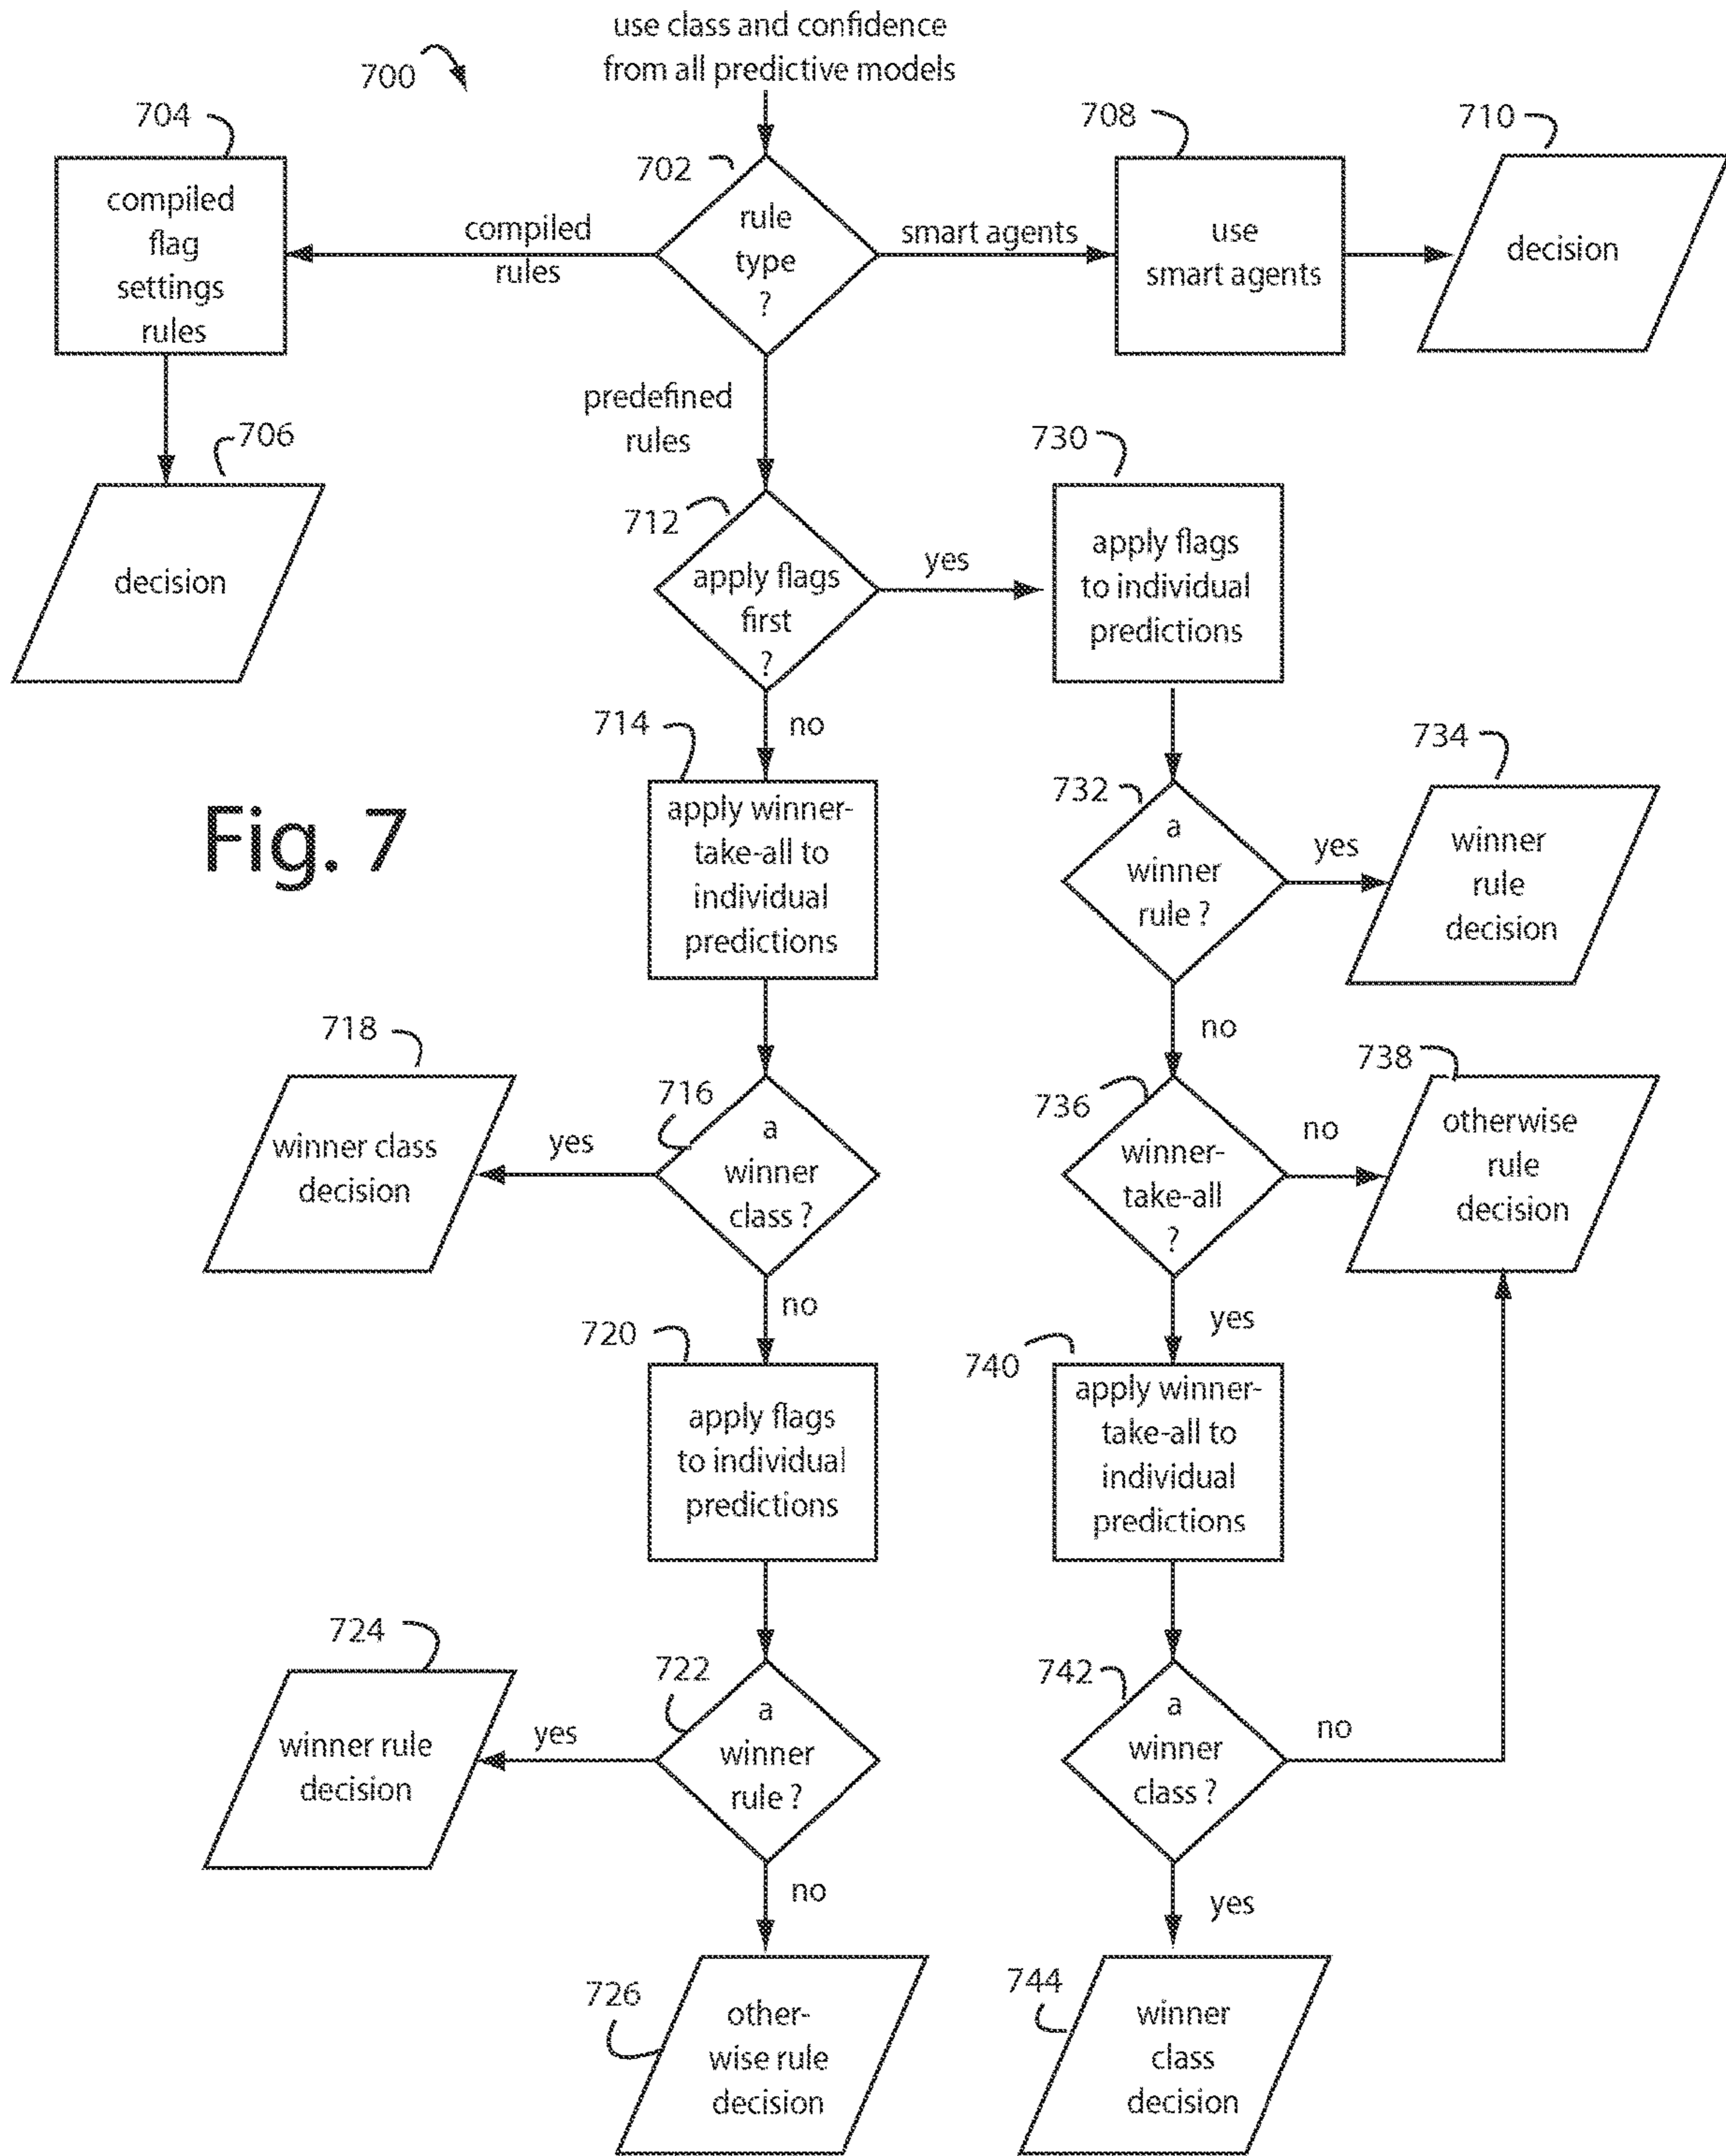 use class and confidence
from all predictive models
700
704
compiled
flag
settings
rules
compiled
rules
702
rule
type
?
smart agents
708
use
smart agents
710
decision
706
decision
predefined
rules
712
apply flags
first
?
yes
730
apply flags
to individual
predictions
no
Fig. 7
714
apply winner-
take-all to
individual
predictions
732
a
winner
rule ?
yes
734
winner
rule
decision
no
718
winner class
decision
yes
716
a
winner
class ?
no
736
winner-
take-all
?
no
738
otherwise
rule
decision
yes
720
apply flags
to individual
predictions
740
apply winner-
take-all to
individual
predictions
724
winner rule
decision
yes
722
a
winner
rule ?
no
742
a
winner
class ?
no
yes
726
other-
wise rule
decision
744
winner
class
decision